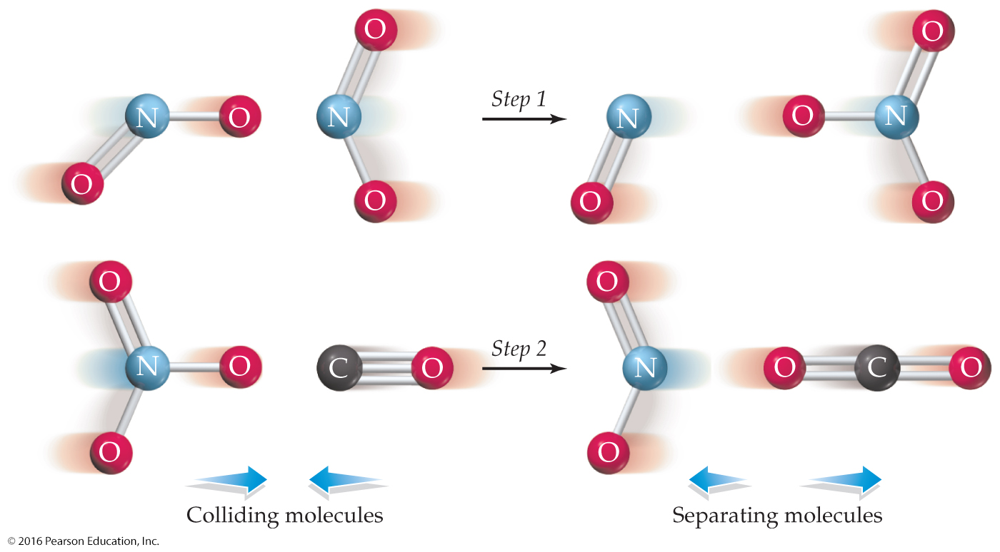 O
O
N
O
N
Step 1
N
O
N
O
O
O
O
O
O
O
N
O
C
O
Step 2
N
O
C
O
O
O
Colliding molecules
Separating molecules
© 2016 Pearson Education, Inc.